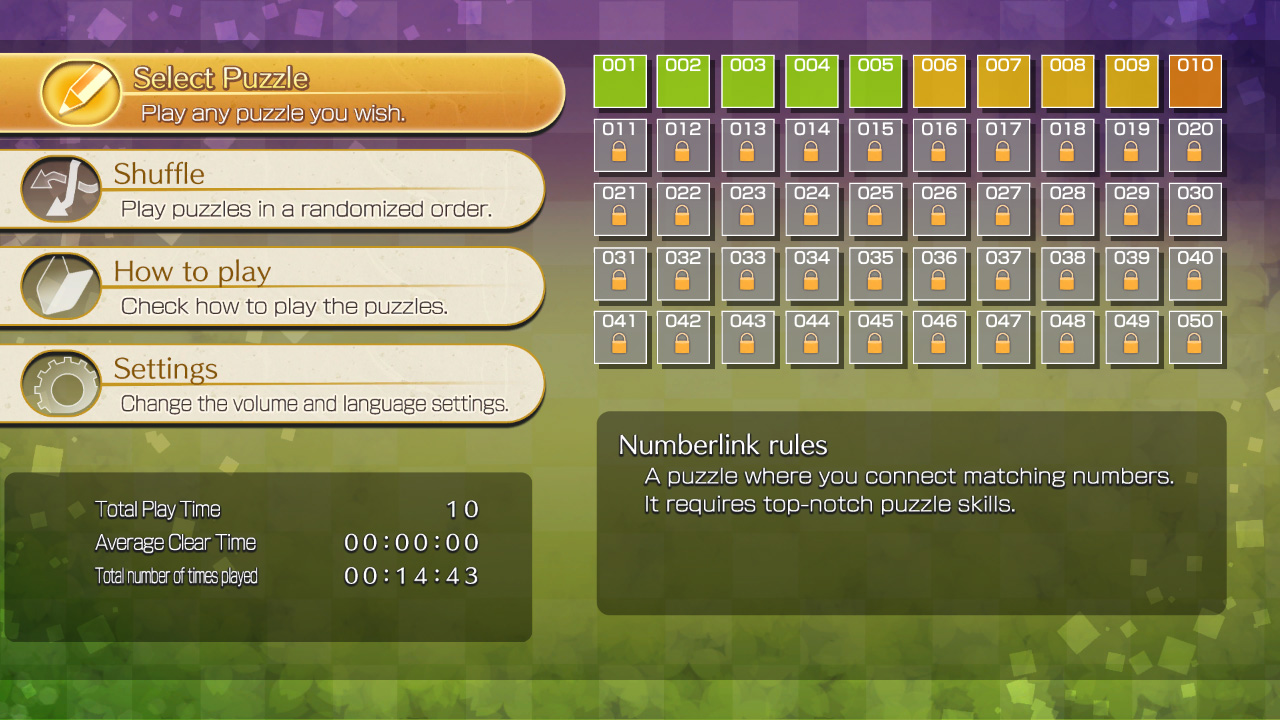 Select Puzzle
Play any puzzle you wish.
Shuffle
Play puzzles in a randomized order.
How to play
Check how to play the puzzles.
Settings
Change the volume and language settings.
Total Play Time 10
Average Clear Time 00:00:00
Total number of times played 00:14:43
001 002 003 004 005 006 007 008 009 010
011 012 013 014 015 016 017 018 019 020
021 022 023 024 025 026 027 028 029 030
031 032 033 034 035 036 037 038 039 040
041 042 043 044 045 046 047 048 049 050
Numberlink rules
A puzzle where you connect matching numbers.
It requires top-notch puzzle skills.